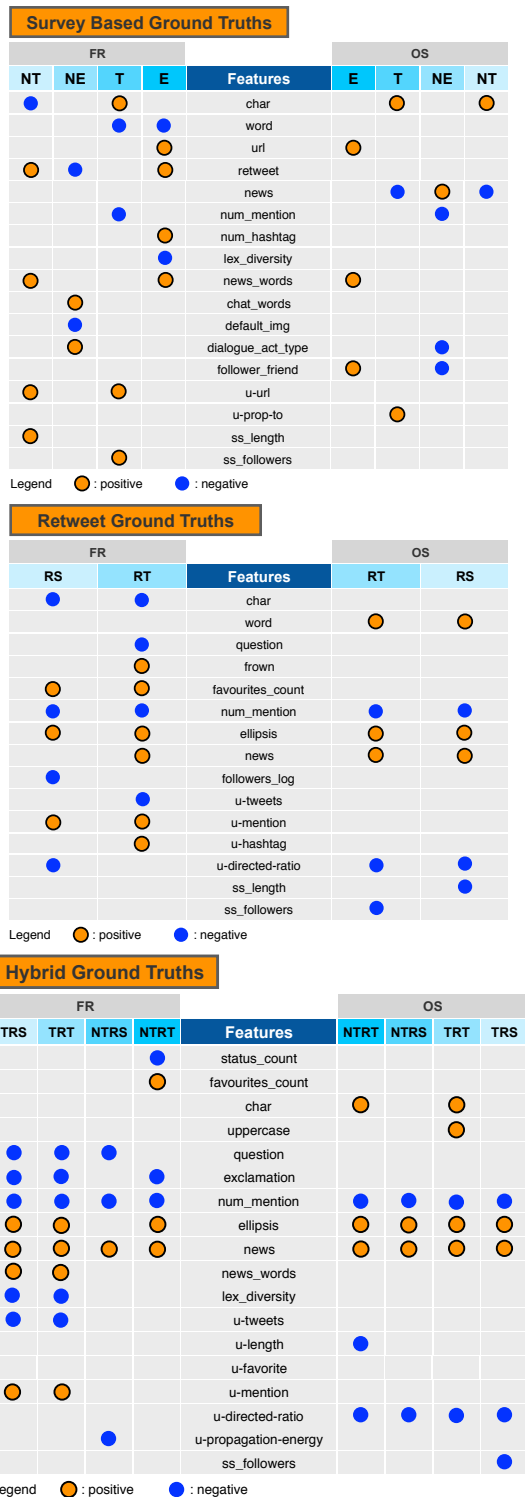 Survey Based Ground Truths
FR OS
NT NE T E Features E T NE NT
char
word
url
retweet
news
num_mention
num_hashtag
lex_diversity
news_words
chat_words
default_img
dialogue_act_type
follower_friend
u-url
u-prop-to
ss_length
ss_followers
Legend : positive : negative
Retweet Ground Truths
FR OS
RS RT Features RT RS
char
word
question
frown
favourites_count
num_mention
ellipsis
news
followers_log
u-tweets
u-mention
u-hashtag
u-directed-ratio
ss_length
ss_followers
Legend : positive : negative
Hybrid Ground Truths
FR OS
TRS TRT NTRS NTRT Features NTRT NTRS TRT TRS
status_count
favourites_count
char
uppercase
question
exclamation
num_mention
ellipsis
news
news_words
lex_diversity
u-tweets
u-length
u-favorite
u-mention
u-directed-ratio
u-propagation-energy
ss_followers
egend : positive : negative